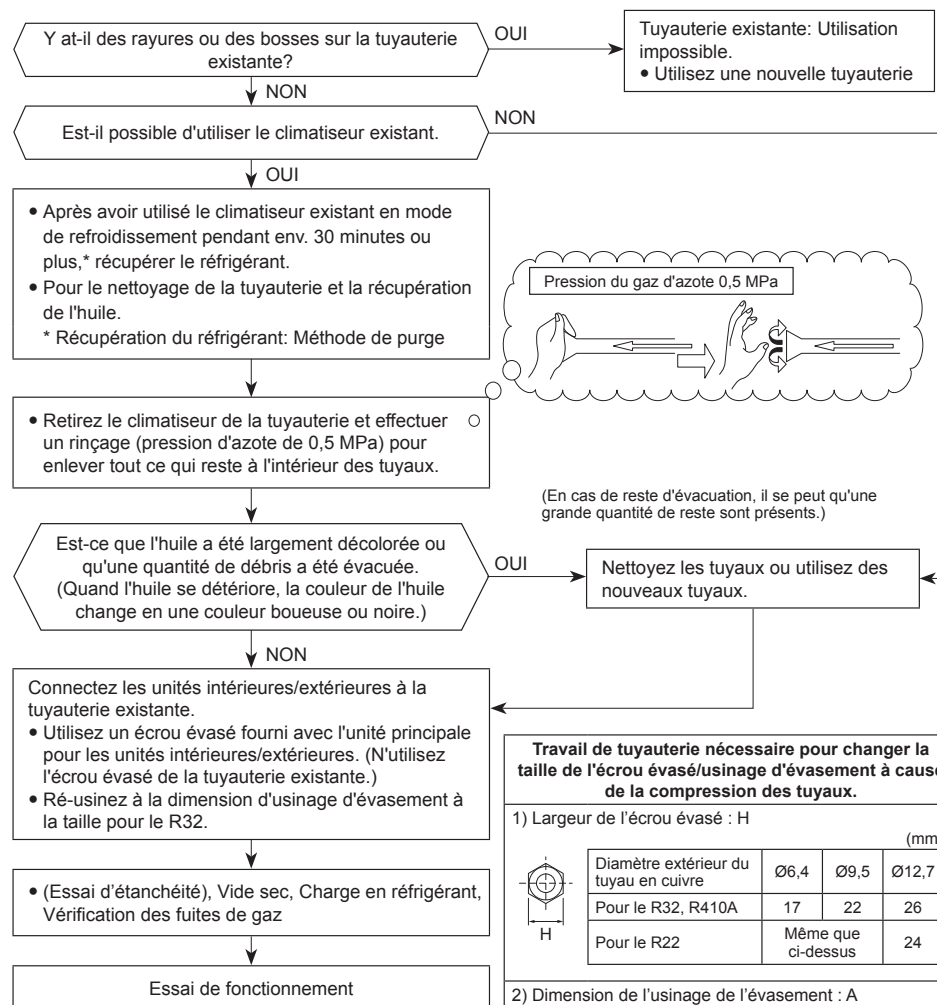 Y at-il des rayures ou des bosses sur la tuyauterie
existante?
OUI
Tuyauterie existante: Utilisation
impossible.
• Utilisez une nouvelle tuyauterie
NON
Est-il possible d'utiliser le climatiseur existant.
NON
OUI
• Après avoir utilisé le climatiseur existant en mode
de refroidissement pendant env. 30 minutes ou
plus,* récupérer le réfrigérant.
• Pour le nettoyage de la tuyauterie et la récupération
de l'huile.
* Récupération du réfrigérant: Méthode de purge
Pression du gaz d'azote 0,5 MPa
• Retirez le climatiseur de la tuyauterie et effectuer
un rinçage (pression d'azote de 0,5 MPa) pour
enlever tout ce qui reste à l'intérieur des tuyaux.
(En cas de reste d'évacuation, il se peut qu'une
grande quantité de reste sont présents.)
Est-ce que l'huile a été largement décolorée ou
qu'une quantité de débris a été évacuée.
(Quand l'huile se détériore, la couleur de l'huile
change en une couleur boueuse ou noire.)
OUI
Nettoyez les tuyaux ou utilisez des
nouveaux tuyaux.
NON
Connectez les unités intérieures/extérieures à la
tuyauterie existante.
• Utilisez un écrou évasé fourni avec l'unité principale
pour les unités intérieures/extérieures. (N'utilisez
l'écrou évasé de la tuyauterie existante.)
• Ré-usinez à la dimension d'usinage d'évasement à
la taille pour le R32.
• (Essai d'étanchéité), Vide sec, Charge en réfrigérant,
Vérification des fuites de gaz
Essai de fonctionnement
Travail de tuyauterie nécessaire pour changer la
taille de l'écrou évasé/usinage d'évasement à cause
de la compression des tuyaux.
1) Largeur de l'écrou évasé : H
(mm
H
Diamètre extérieur du
tuyau en cuivre
Ø6,4 Ø9,5 Ø12,7
Pour le R32, R410A 17 22 26
Pour le R22 Même que
ci-dessus
24
2) Dimension de l'usinage de l'évasement : A